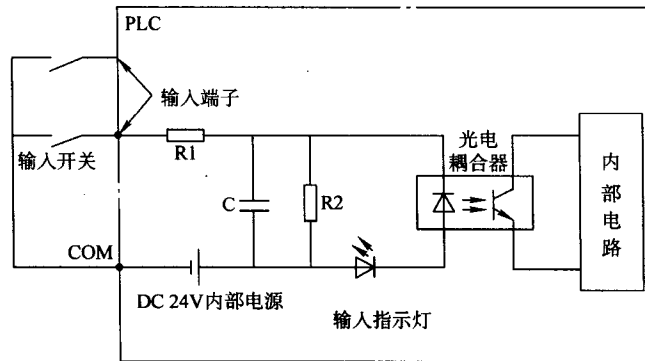 PLC
输入端子
输入开关
R1
光电
耦合器
内
部
电
路
C
R2
COM
DC 24V内部电源
输入指示灯